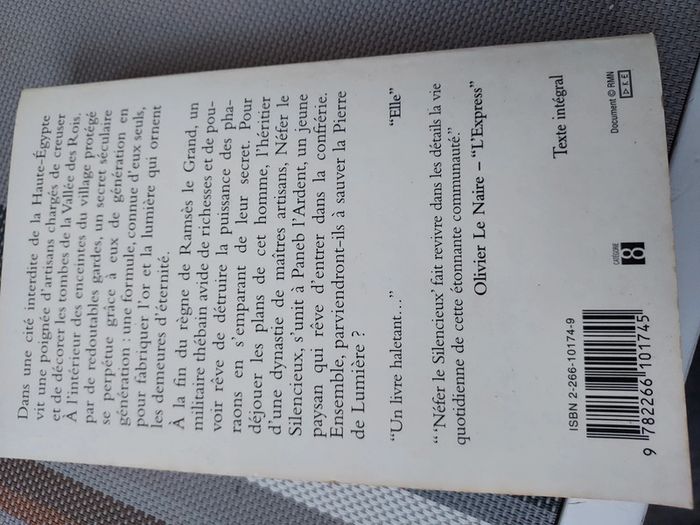 Dans une cité interdite de la Haute-Égypte
vit une poignée d'artisans chargés de creuser
et de décorer les tombes de la Vallée des Rois.
À l'intérieur des enceintes du village protégé
par de redoutables gardes, un secret séculaire
se perpétue grâce à eux de génération en
génération : une formule, connue d'eux seuls,
pour fabriquer l'or et la lumière qui ornent
les demeures d'éternité.
À la fin du règne de Ramsès le Grand, un
militaire thébain avide de richesses et de pou-
voir rêve de détruire la puissance des pha-
raons en s'emparant de leur secret. Pour
déjouer les plans de cet homme, l'héritier
d'une dynastie de maîtres artisans, Néfer le
Silencieux, s'unit à Paneb l'Ardent, un jeune
paysan qui rêve d'entrer dans la confrérie.
Ensemble, parviendront-ils à sauver la Pierre
de Lumière ?
"Un livre haletant..." "Elle"
"'Néfer le Silencieux' fait revivre dans les détails la vie
quotidienne de cette étonnante communauté."
Olivier Le Naire – "L'Express"
Texte intégral
Document © RMN
CATÉGORIE
8
ISBN 2-266-10174-9
9 782266 101745